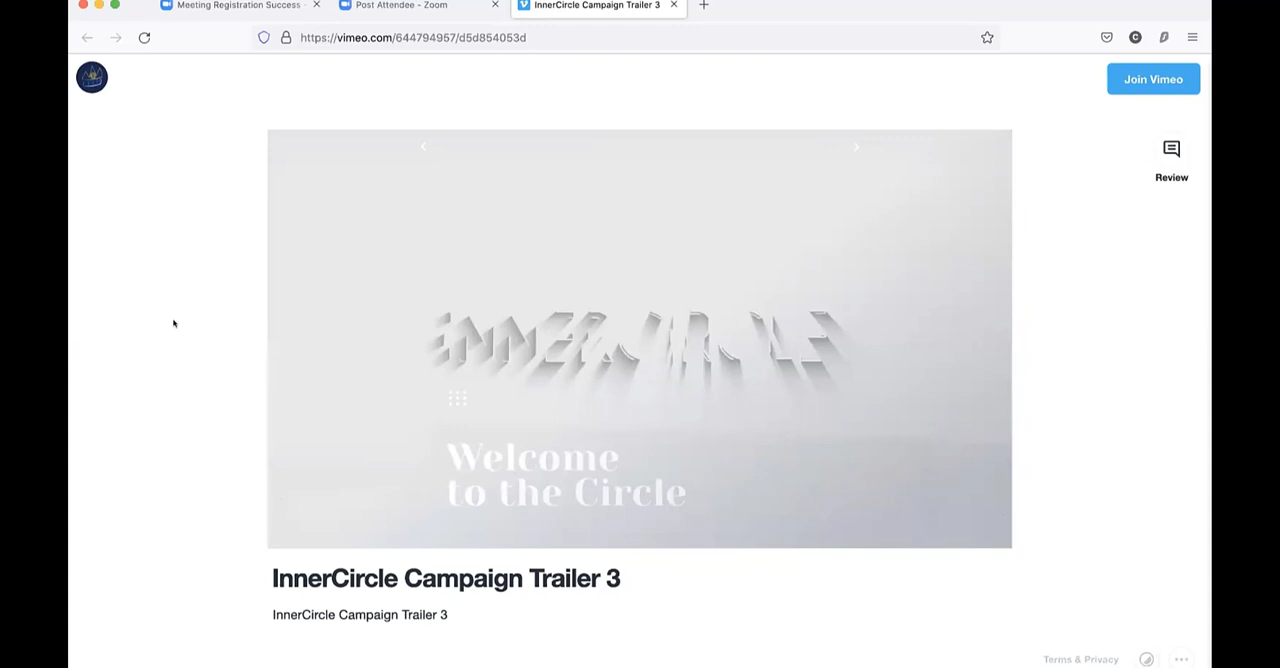 Meeting Registration Success -
Post Attendee - Zoom
InnerCircle Campaign Trailer 3
https://vimeo.com/644794957/d5d854053d
Join Vimeo
Review
INNERCIRCLE
Welcome
to the Circle
InnerCircle Campaign Trailer 3
InnerCircle Campaign Trailer 3
Terms & Privacy